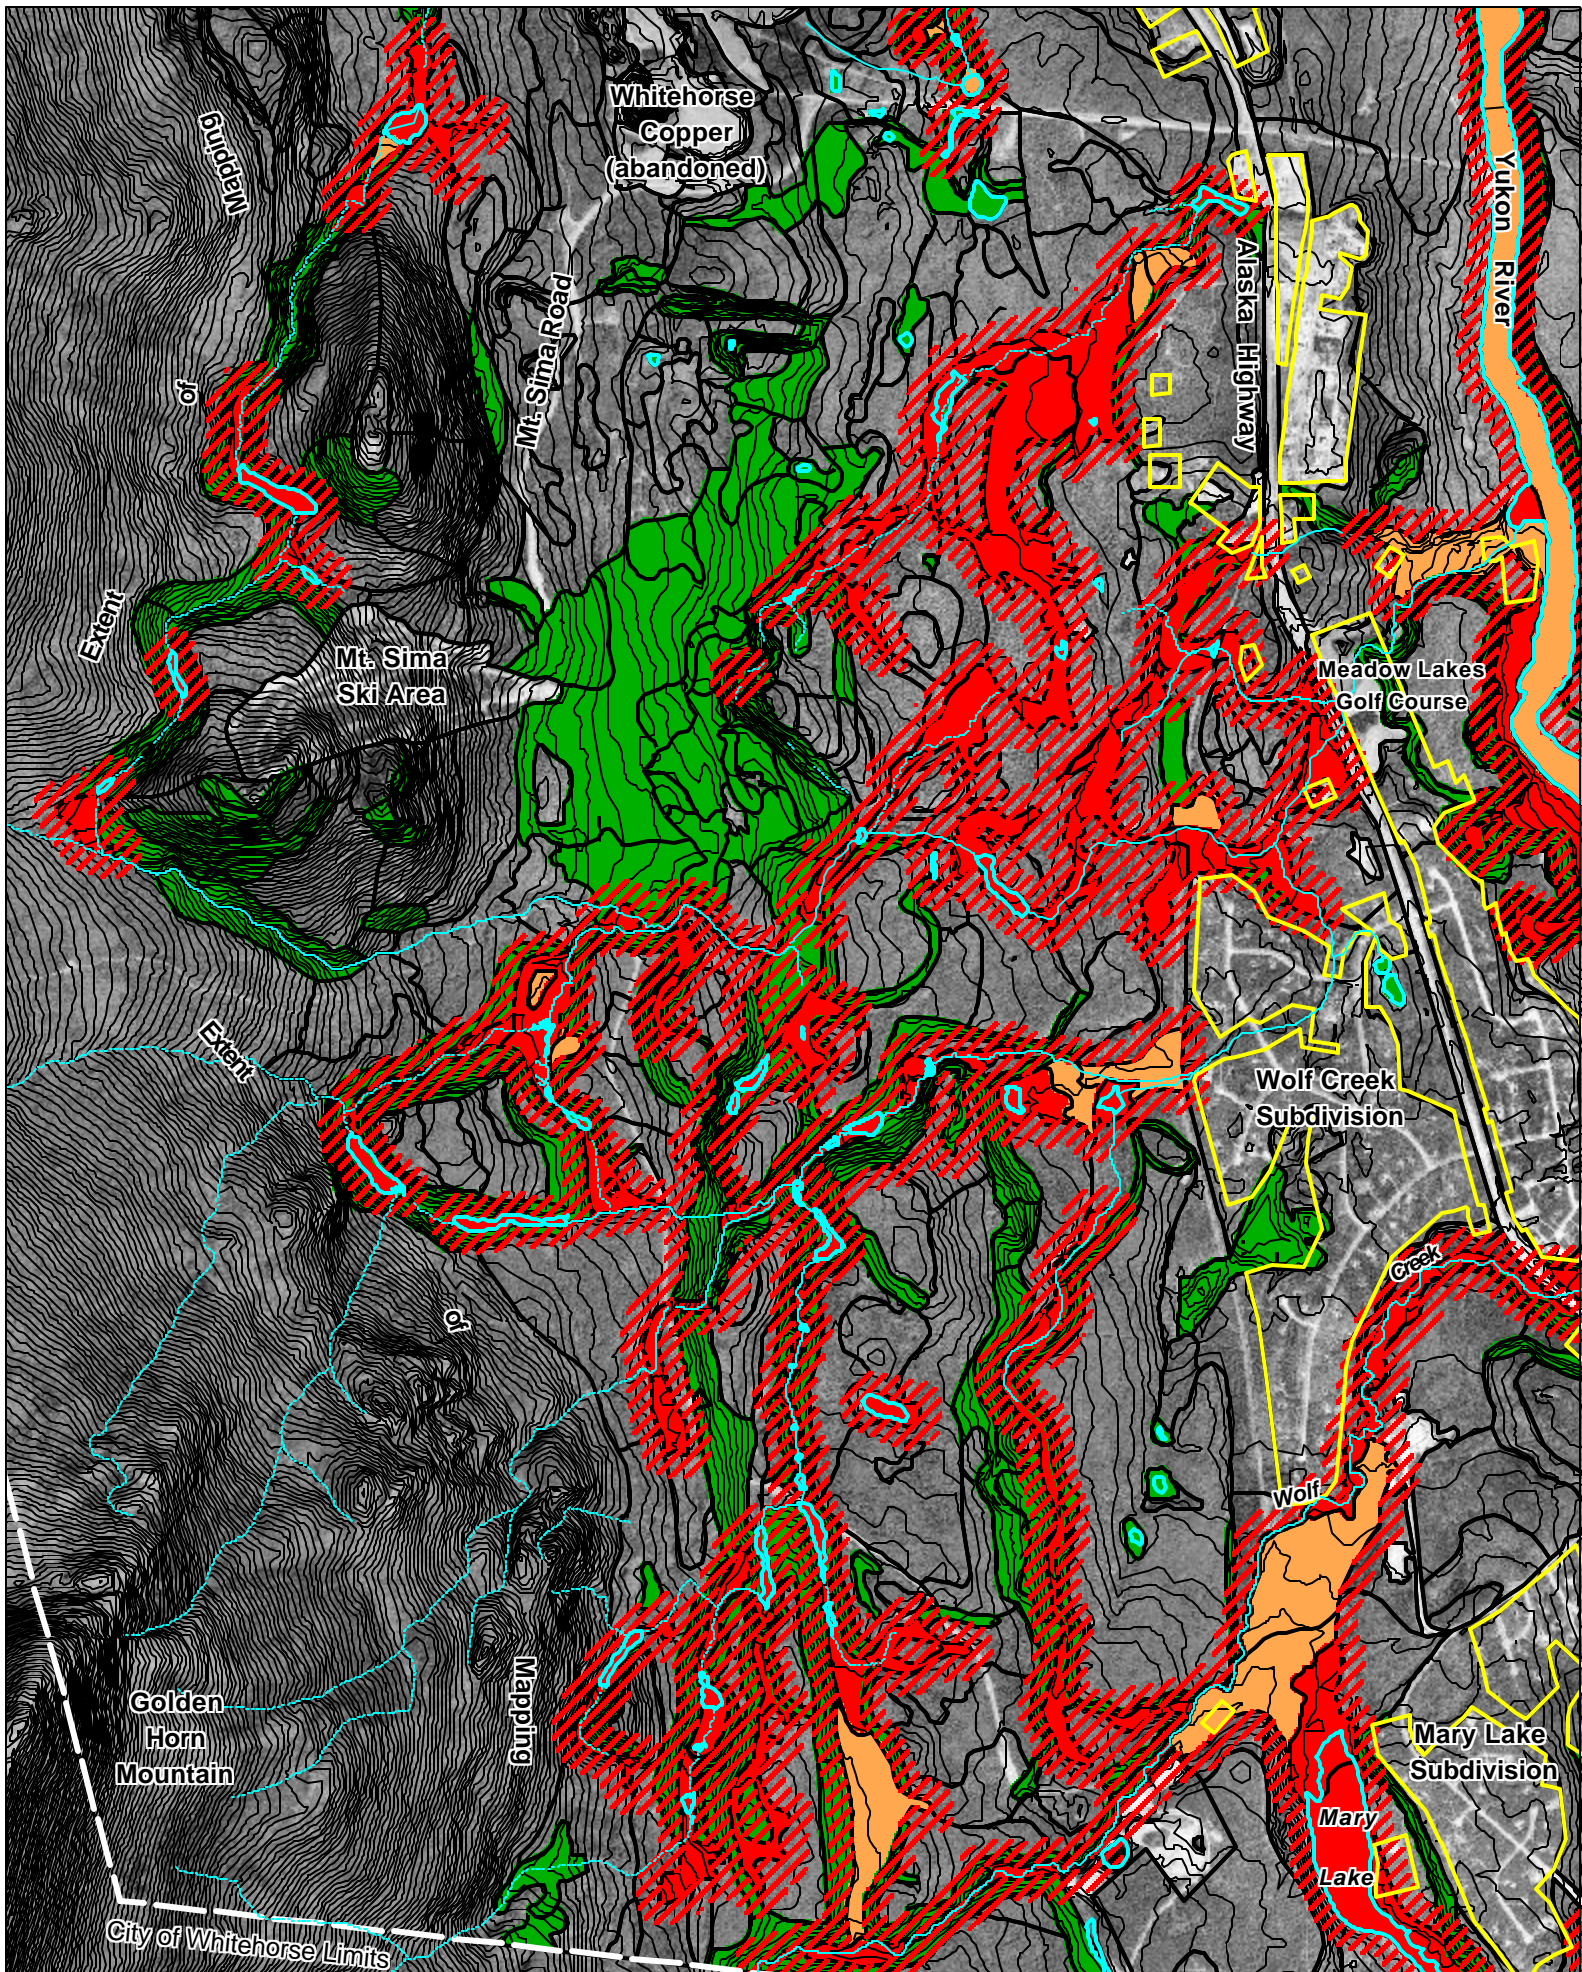 Whitehorse
Copper
(abandoned)
Mapping
Yukon River
Alaska Highway
Mt. Sima Road
of
Extent
Mt. Sima
Ski Area
Meadow Lakes
Golf Course
Extent
Wolf Creek
Subdivision
Creek
of
Wolf
Mapping
Golden
Horn
Mountain
Mary Lake
Subdivision
Mary
Lake
City of Whitehorse Limits